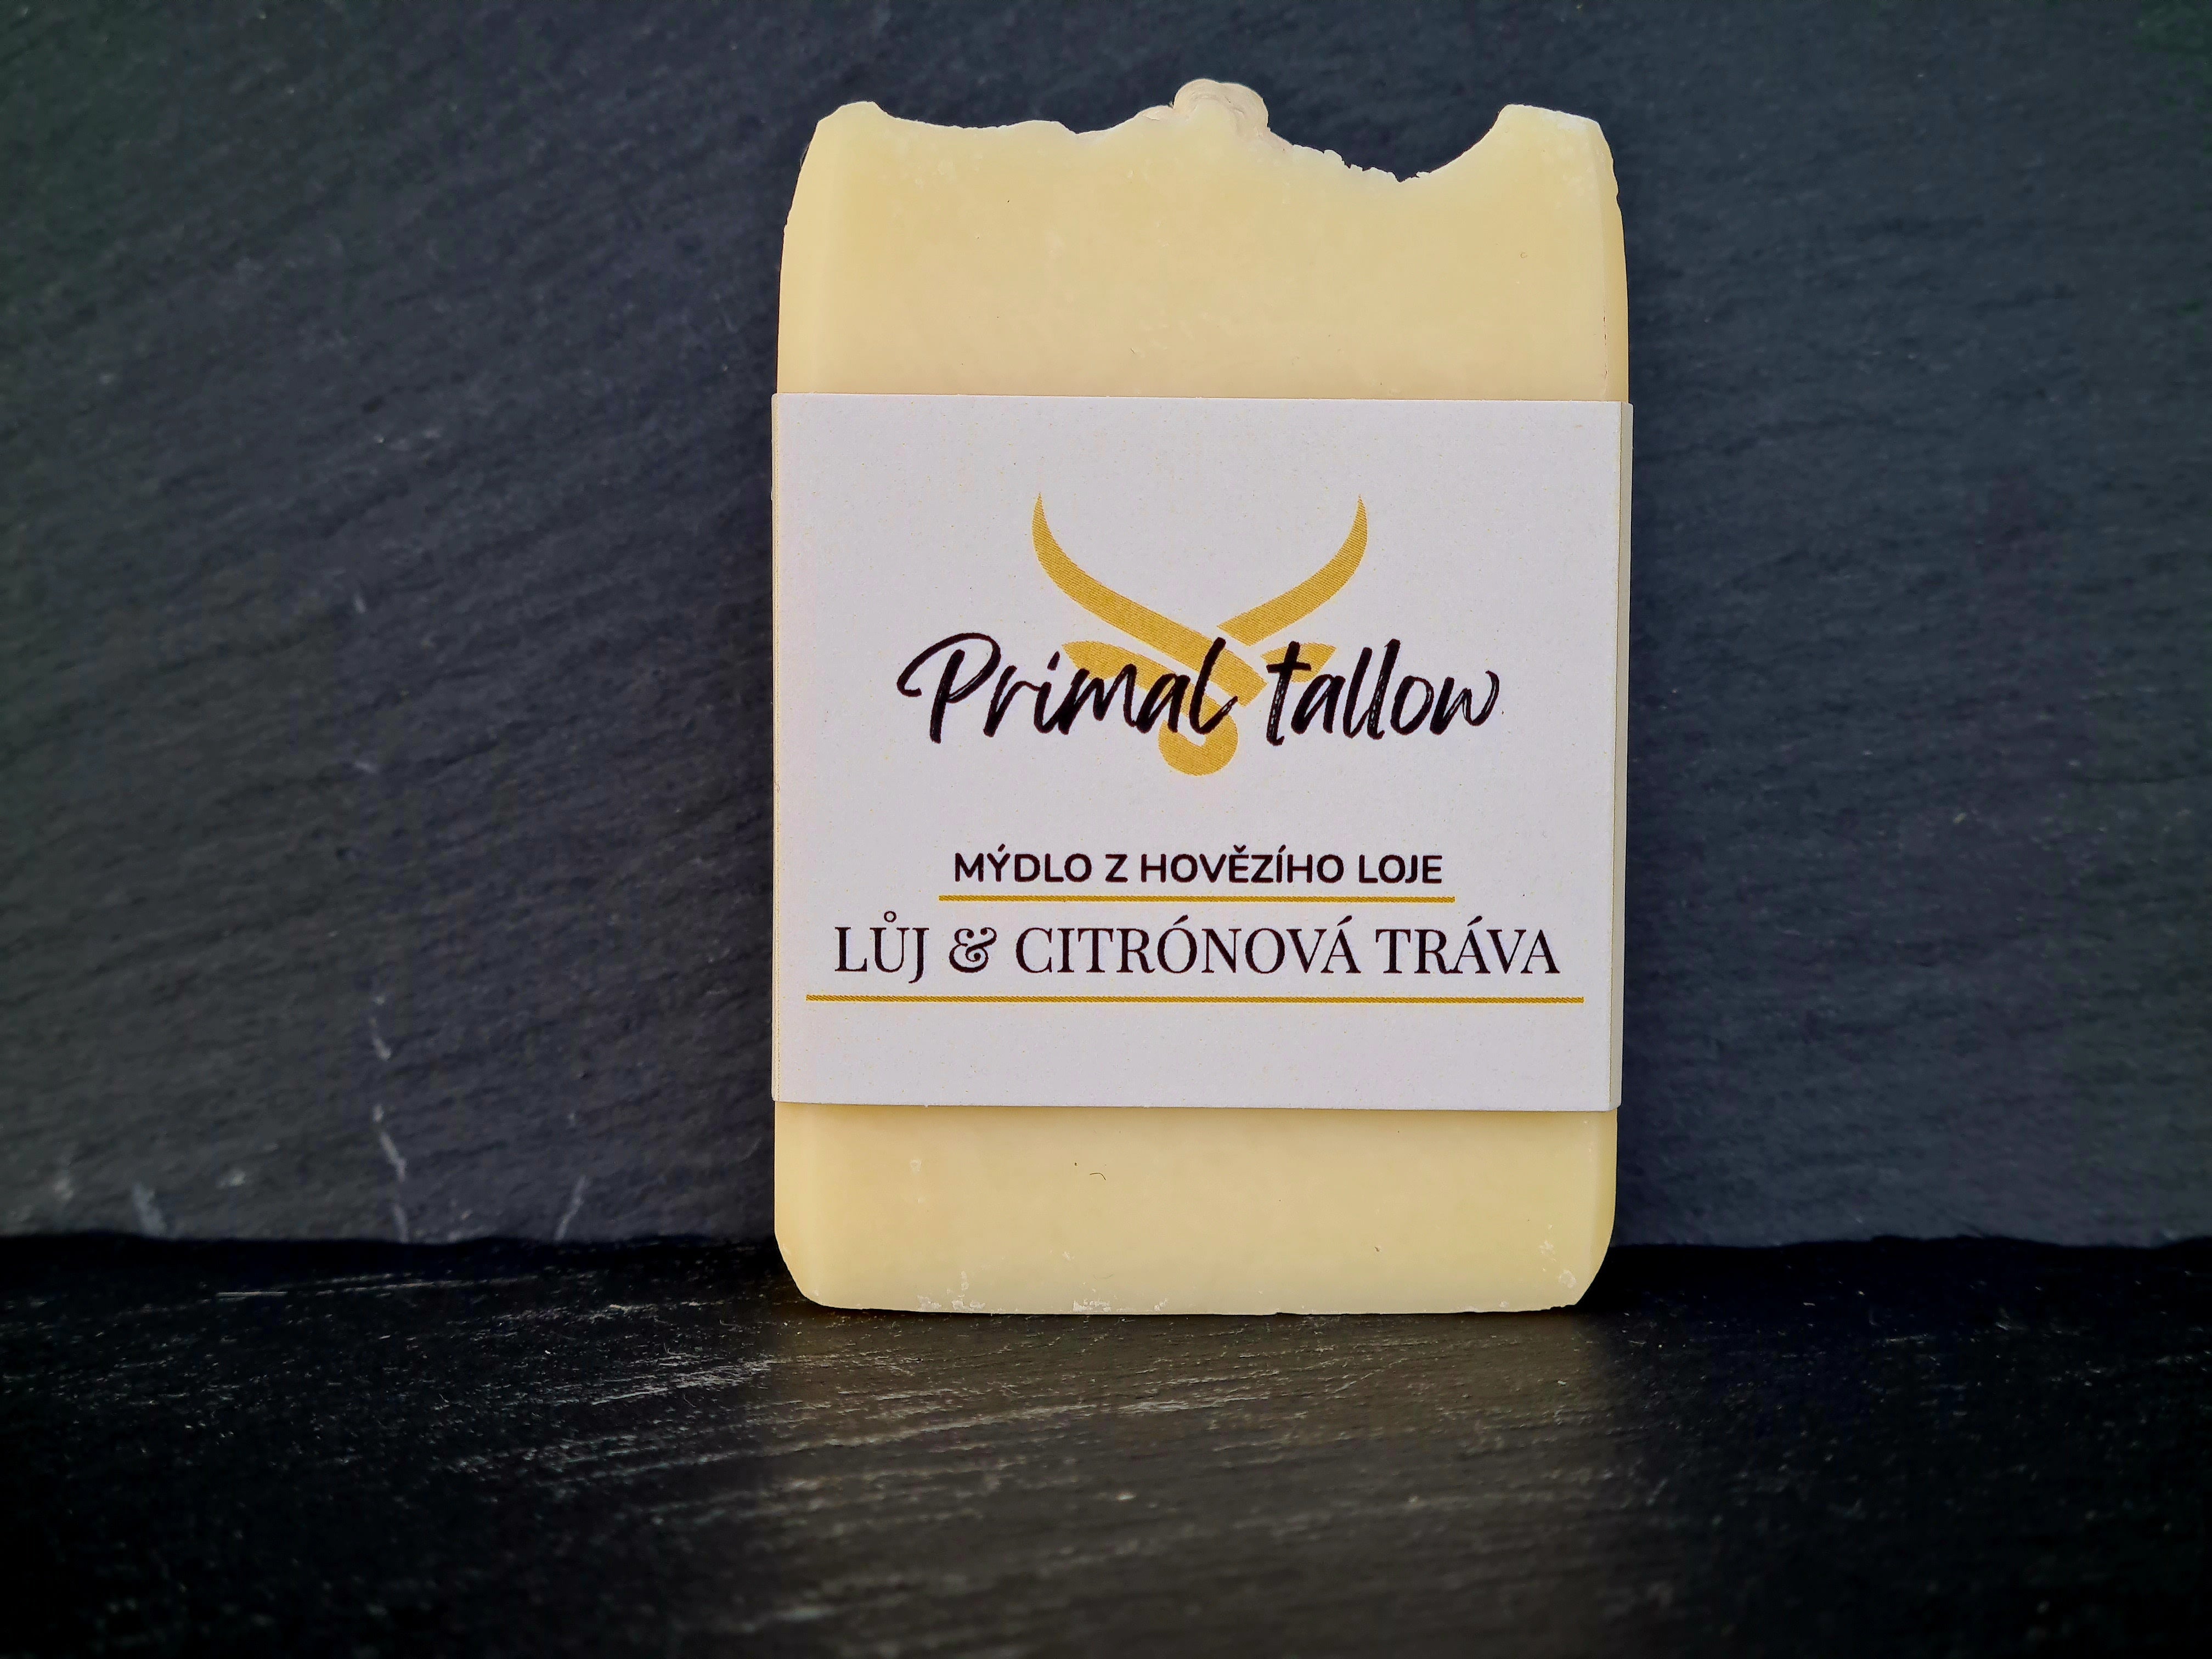 Primal tallow
MÝDLO Z HOVĚZÍHO LOJE
LŮJ & CITRÓNOVÁ TRÁVA